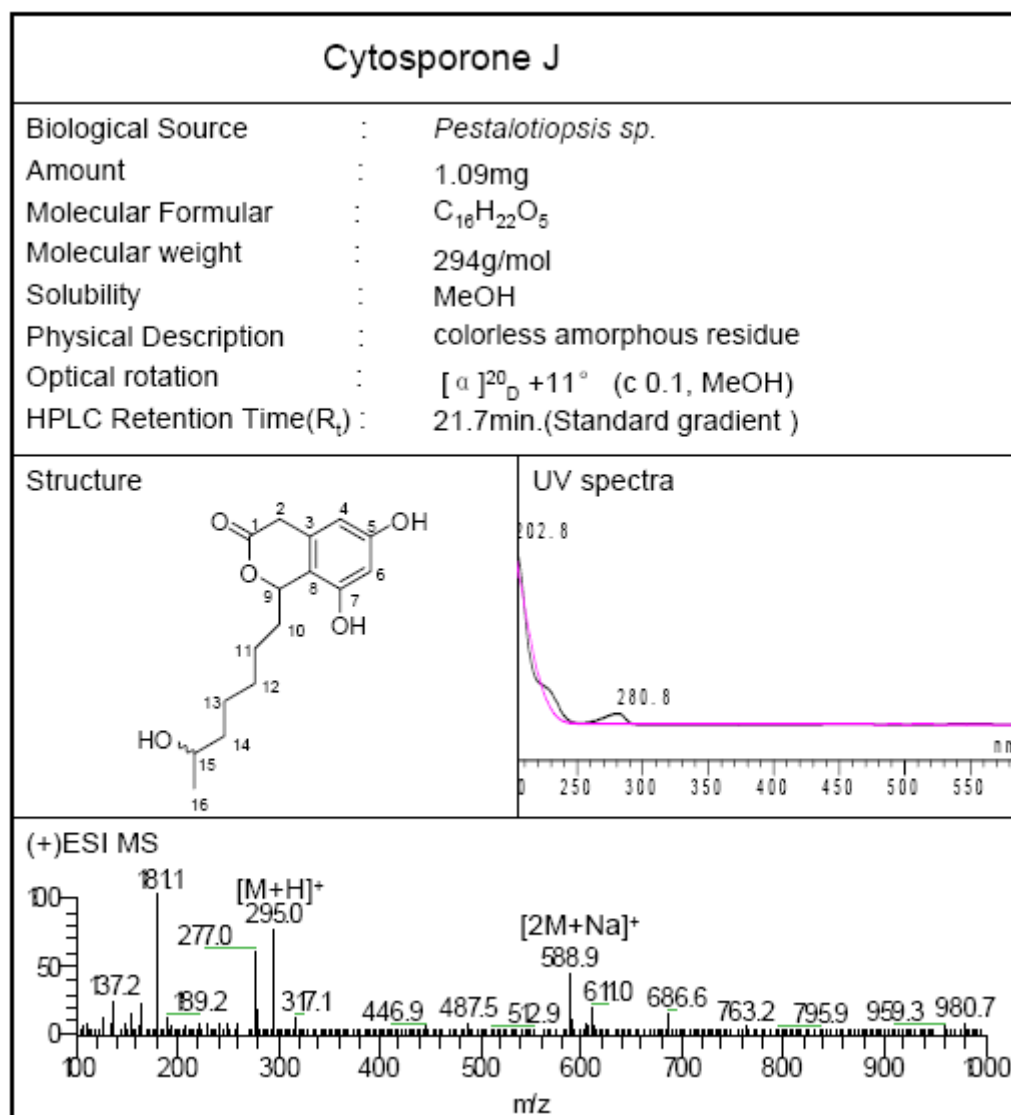 Cytosporone J
Biological Source : Pestalotiopsis sp.
Amount : 1.09mg
Molecular Formular : C₁₆H₂₂O₅
Molecular weight : 294g/mol
Solubility : MeOH
Physical Description : colorless amorphous residue
Optical rotation : [α]²⁰D +11° (c 0.1, MeOH)
HPLC Retention Time(Rₜ) : 21.7min.(Standard gradient )
Structure
O 1 2 3 4 5 OH
O 9 8 7 6
10 OH
11
12
13
HO 14
15
16
UV spectra
202.8
280.8
nm
0 250 300 350 400 450 500 550
(+)ESI MS
100
50
0
137.2
181.1
189.2
277.0
[M+H]⁺
295.0
317.1
446.9
487.5
512.9
[2M+Na]⁺
588.9
611.0
686.6
763.2
795.9
959.3
980.7
100 200 300 400 500 600 700 800 900 1000
m/z